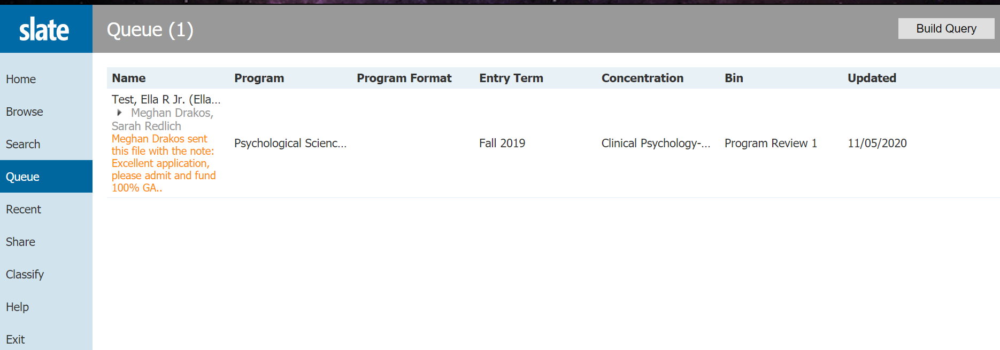 slate
Queue (1)
Build Query
Home
Browse
Search
Queue
Recent
Share
Classify
Help
Exit
Name Program Program Format Entry Term Concentration Bin Updated
Test, Ella R Jr. (Ella...
Meghan Drakos,
Sarah Redlich
Meghan Drakos sent
this file with the note:
Excellent application,
please admit and fund
100% GA..
Psychological Scienc... Fall 2019 Clinical Psychology-... Program Review 1 11/05/2020